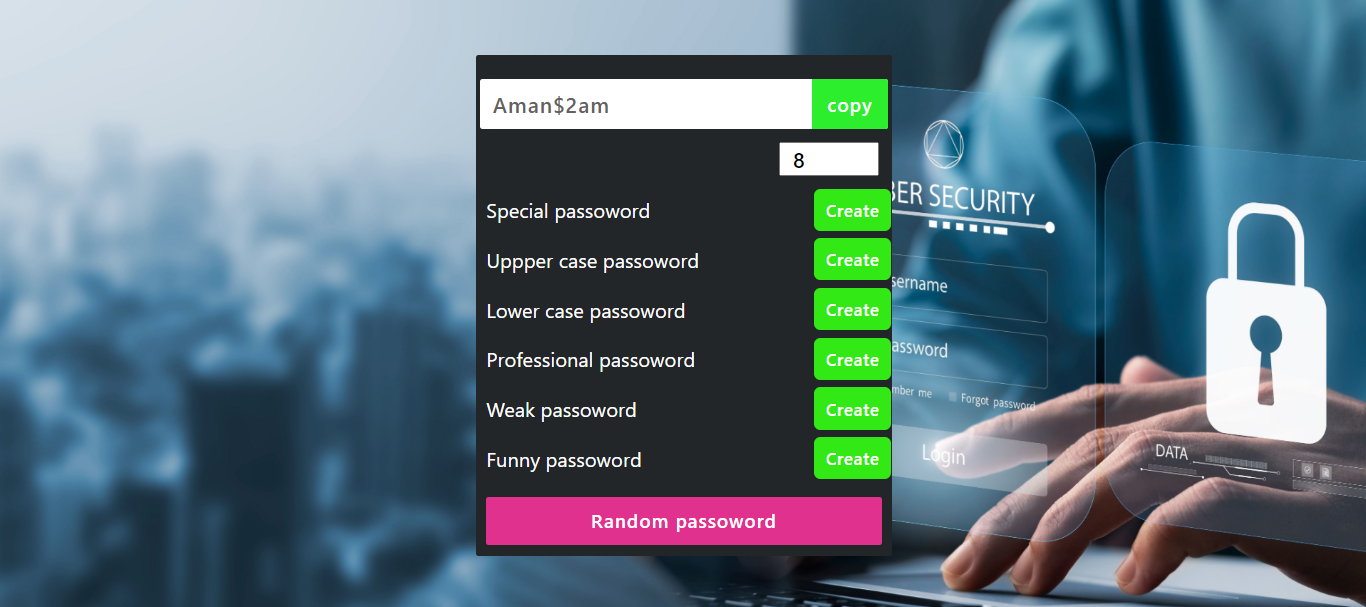 Aman$2am
copy
8
Special passoword
Create
Uppper case passoword
Create
Lower case passoword
Create
Professional passoword
Create
Weak passoword
Create
Funny passoword
Create
Random passoword
BER SECURITY
sername
assword
mber me
Forgot password
Login
DATA